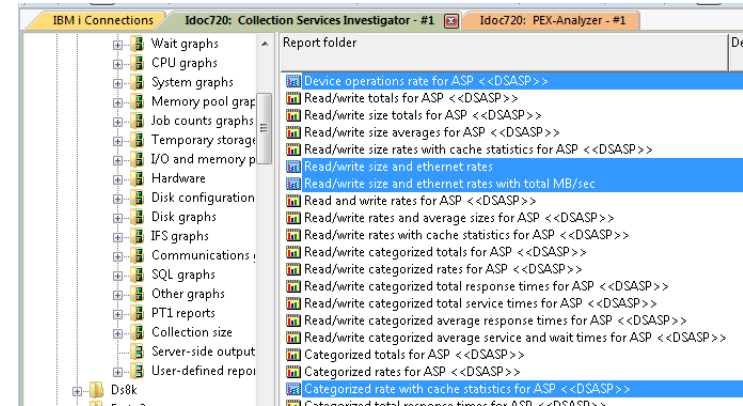 IBM i Connections
Idoc720: Collection Services Investigator - #1
Idoc720: PEX-Analyzer - #1
Wait graphs
CPU graphs
System graphs
Memory pool grap
Job counts graphs
Temporary storage
I/O and memory p
Hardware
Disk configuration
Disk graphs
IFS graphs
Communications
SQL graphs
Other graphs
PT1 reports
Collection size
Server-side output
User-defined repo
Ds8k
Report folder
De
Device operations rate for ASP <<DSASP>>
Read/write totals for ASP <<DSASP>>
Read/write size totals for ASP <<DSASP>>
Read/write size averages for ASP <<DSASP>>
Read/write size rates with cache statistics for ASP <<DSASP>>
Read/write size and ethernet rates
Read/write size and ethernet rates with total MB/sec
Read and write rates for ASP <<DSASP>>
Read/write rates and average sizes for ASP <<DSASP>>
Read/write rates with cache statistics for ASP <<DSASP>>
Read/write categorized totals for ASP <<DSASP>>
Read/write categorized rates for ASP <<DSASP>>
Read/write categorized total response times for ASP <<DSASP>>
Read/write categorized total service times for ASP <<DSASP>>
Read/write categorized average response times for ASP <<DSASP>>
Read/write categorized average service and wait times for ASP <<DSASP>>
Categorized totals for ASP <<DSASP>>
Categorized rates for ASP <<DSASP>>
Categorized rate with cache statistics for ASP <<DSASP>>
Categorized total response times for ASP <<DSASP>>